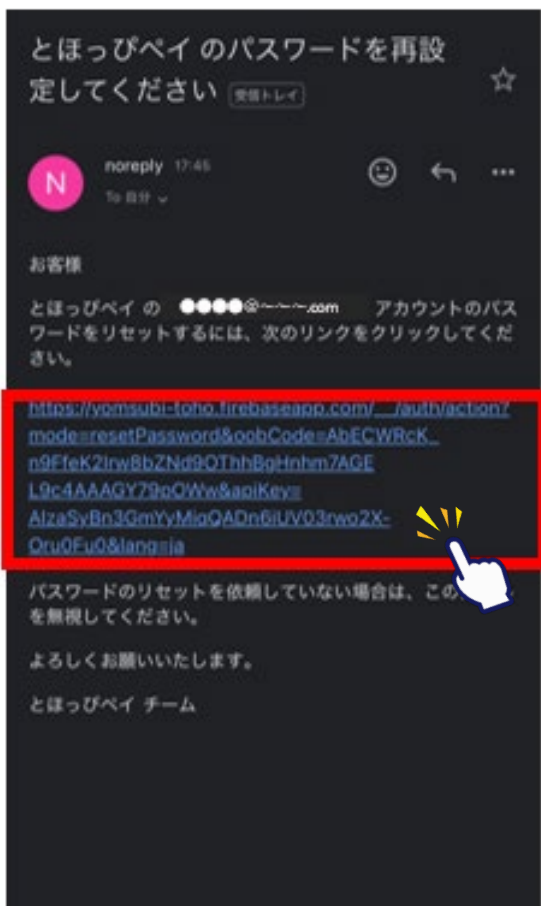 とほっぴペイ のパスワードを再設
定してください 受信トレイ
N
noreply 17:45
To 自分
お客様
とほっぴペイ の ●●●●@~~~.com アカウントのパス
ワードをリセットするには、次のリンクをクリックしてくだ
さい。
https://yomsubi-toho.firebaseapp.com/__/auth/action?
mode=resetPassword&oobCode=AbECWRcK_
n9FfeK2Irw8bZNd9OThhBgHnhm7AGE
L9c4AAAGY79pOWw&apiKey=
AIzaSyBn3GmYyMiqQADn6iUV03rwo2X-
Oru0Fu0&lang=ja
パスワードのリセットを依頼していない場合は、この
を無視してください。
よろしくお願いいたします。
とほっぴペイ チーム